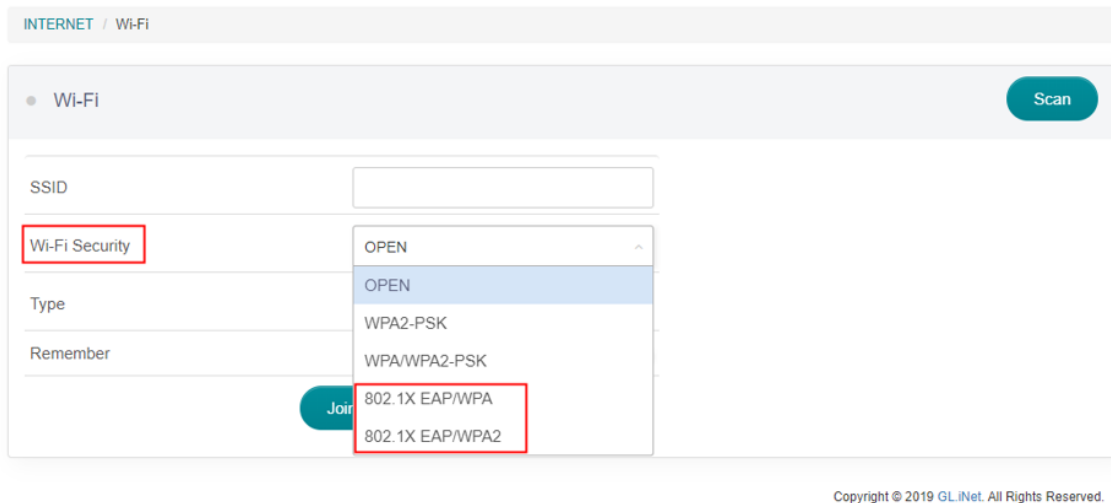 INTERNET / Wi-Fi
Wi-Fi
Scan
SSID
Wi-Fi Security
OPEN
OPEN
Type
WPA2-PSK
Remember
WPA/WPA2-PSK
802.1X EAP/WPA
Join
802.1X EAP/WPA2
Copyright © 2019 GL.iNet. All Rights Reserved.